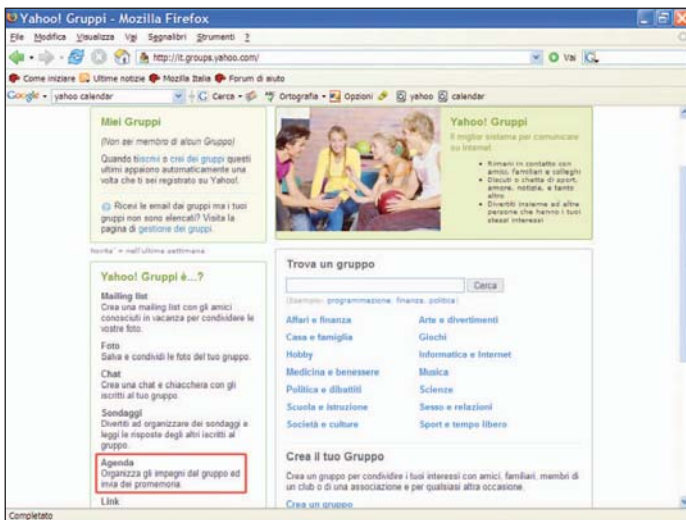 Yahoo! Gruppi - Mozilla Firefox
File Modifica Visualizza Vai Segnalibri Strumenti ?
http://it.groups.yahoo.com/
Vai
Come iniziare Ultime notizie Mozilla Italia Forum di aiuto
Google yahoo calendar Cerca Ortografia Opzioni yahoo calendar
Miei Gruppi
(Non sei membro di alcun Gruppo)
Quando ti iscrivi o crei dei gruppi questi
ultimi appaiono automaticamente una
volta che ti sei registrato su Yahoo!.
Ricevi le email dai gruppi ma i tuoi
gruppi non sono elencati? Visita la
pagina di gestione dei gruppi.
Novita' = nell'ultima settimana
Yahoo! Gruppi è...?
Mailing list
Crea una mailing list con gli amici
conosciuti in vacanza per condividere le
vostre foto.
Foto
Salva e condividi le foto del tuo gruppo.
Chat
Crea una chat e chiacchera con gli
iscritti al tuo gruppo.
Sondaggi
Divertiti ad organizzare dei sondaggi e
leggi le risposte degli altri iscritti al
gruppo.
Agenda
Organizza gli impegni del gruppo ed
invia dei promemoria.
Link
Yahoo! Gruppi
Il miglior sistema per comunicare
su Internet
Rimani in contatto con
amici, familiari e colleghi
Discuti o chatta di sport,
amore, notizie, e tanto
altro
Divertiti insieme ad altre
persone che hanno i tuoi
stessi interessi
Trova un gruppo
Cerca
(Esempio: programmazione, finanza, politica)
Affari e finanza Arte e divertimenti
Casa e famiglia Giochi
Hobby Informatica e Internet
Medicina e benessere Musica
Politica e dibattiti Scienze
Scuola e istruzione Sesso e relazioni
Società e culture Sport e tempo libero
Crea il tuo Gruppo
Crea un gruppo per condividire i tuoi interessi con amici, familiari, membri di
un club o di una associazione e per qualsiasi altra occasione.
Crea un gruppo
Completato